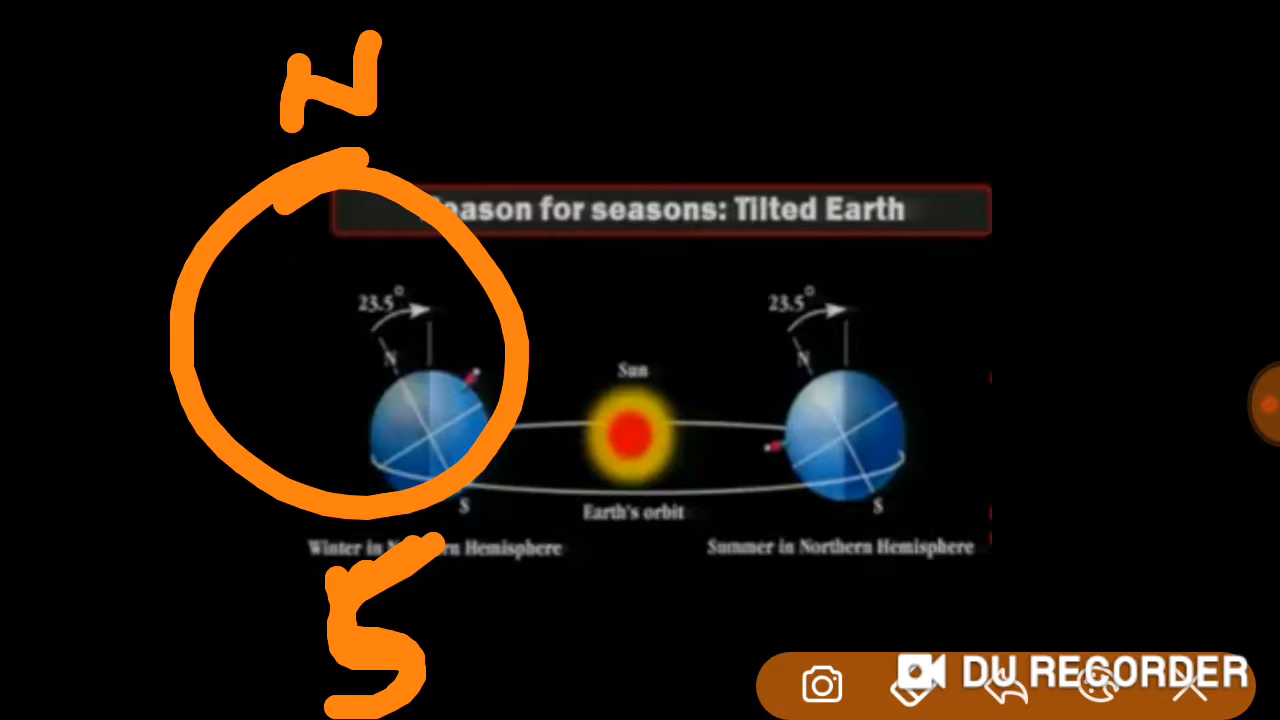 N
eason for seasons: Tilted Earth
23.5°
23.5°
N
N
Sun
S
Earth's orbit
S
Winter in Northern Hemisphere
Summer in Northern Hemisphere
S
DU RECORDER